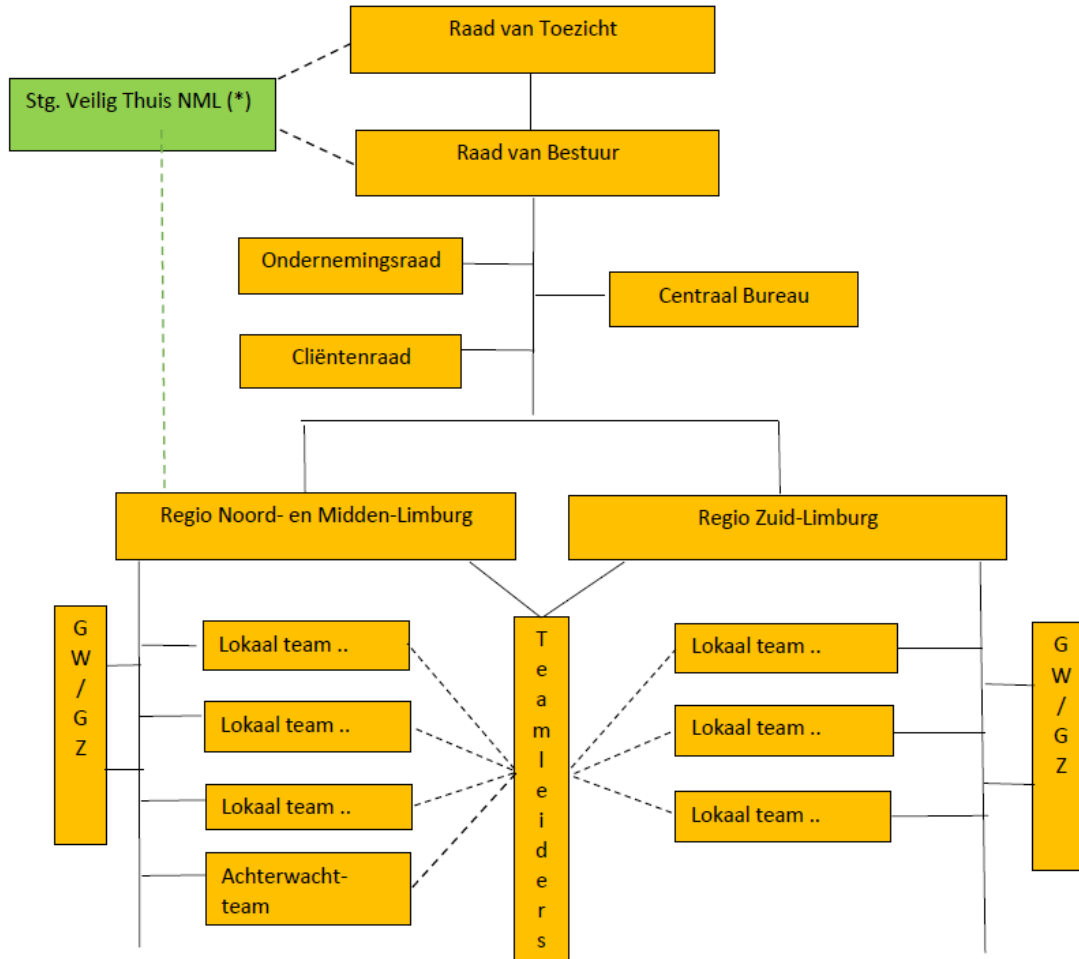 Raad van Toezicht
Stg. Veilig Thuis NML (*)
Raad van Bestuur
Ondernemingsraad
Centraal Bureau
Cliëntenraad
Regio Noord- en Midden-Limburg
Regio Zuid-Limburg
G
W
/
G
Z
Lokaal team ..
Lokaal team ..
Lokaal team ..
Achterwacht-
team
T
e
a
m
l
e
i
d
e
r
s
Lokaal team ..
Lokaal team ..
Lokaal team ..
G
W
/
G
Z